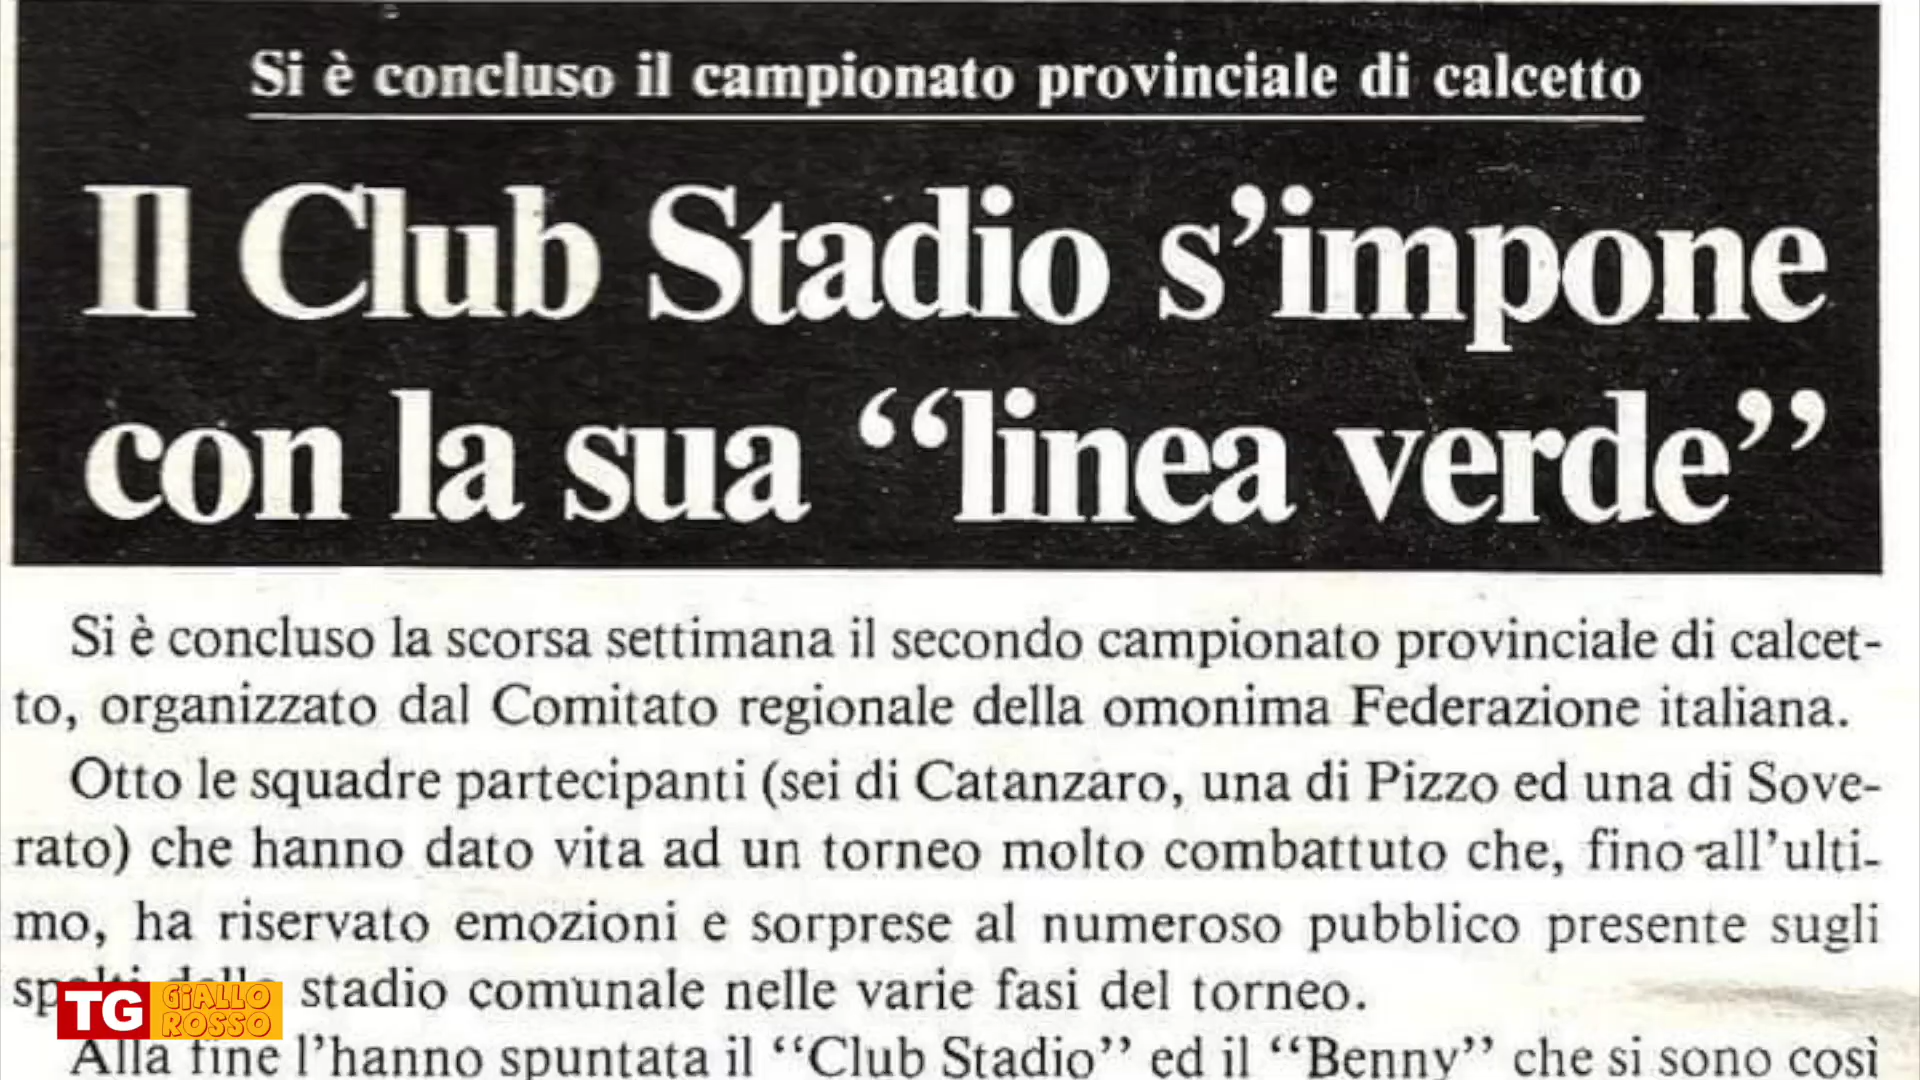 Si è concluso il campionato provinciale di calcetto
Il Club Stadio s’impone
con la sua “linea verde”
Si è concluso la scorsa settimana il secondo campionato provinciale di calcet-
to, organizzato dal Comitato regionale della omonima Federazione italiana.
Otto le squadre partecipanti (sei di Catanzaro, una di Pizzo ed una di Sove-
rato) che hanno dato vita ad un torneo molto combattuto che, fino all’ulti-
mo, ha riservato emozioni e sorprese al numeroso pubblico presente sugli
stadio comunale nelle varie fasi del torneo.
TG GIALLO
ROSSO
Alla fine l’hanno spuntata il “Club Stadio” ed il “Benny” che si sono così